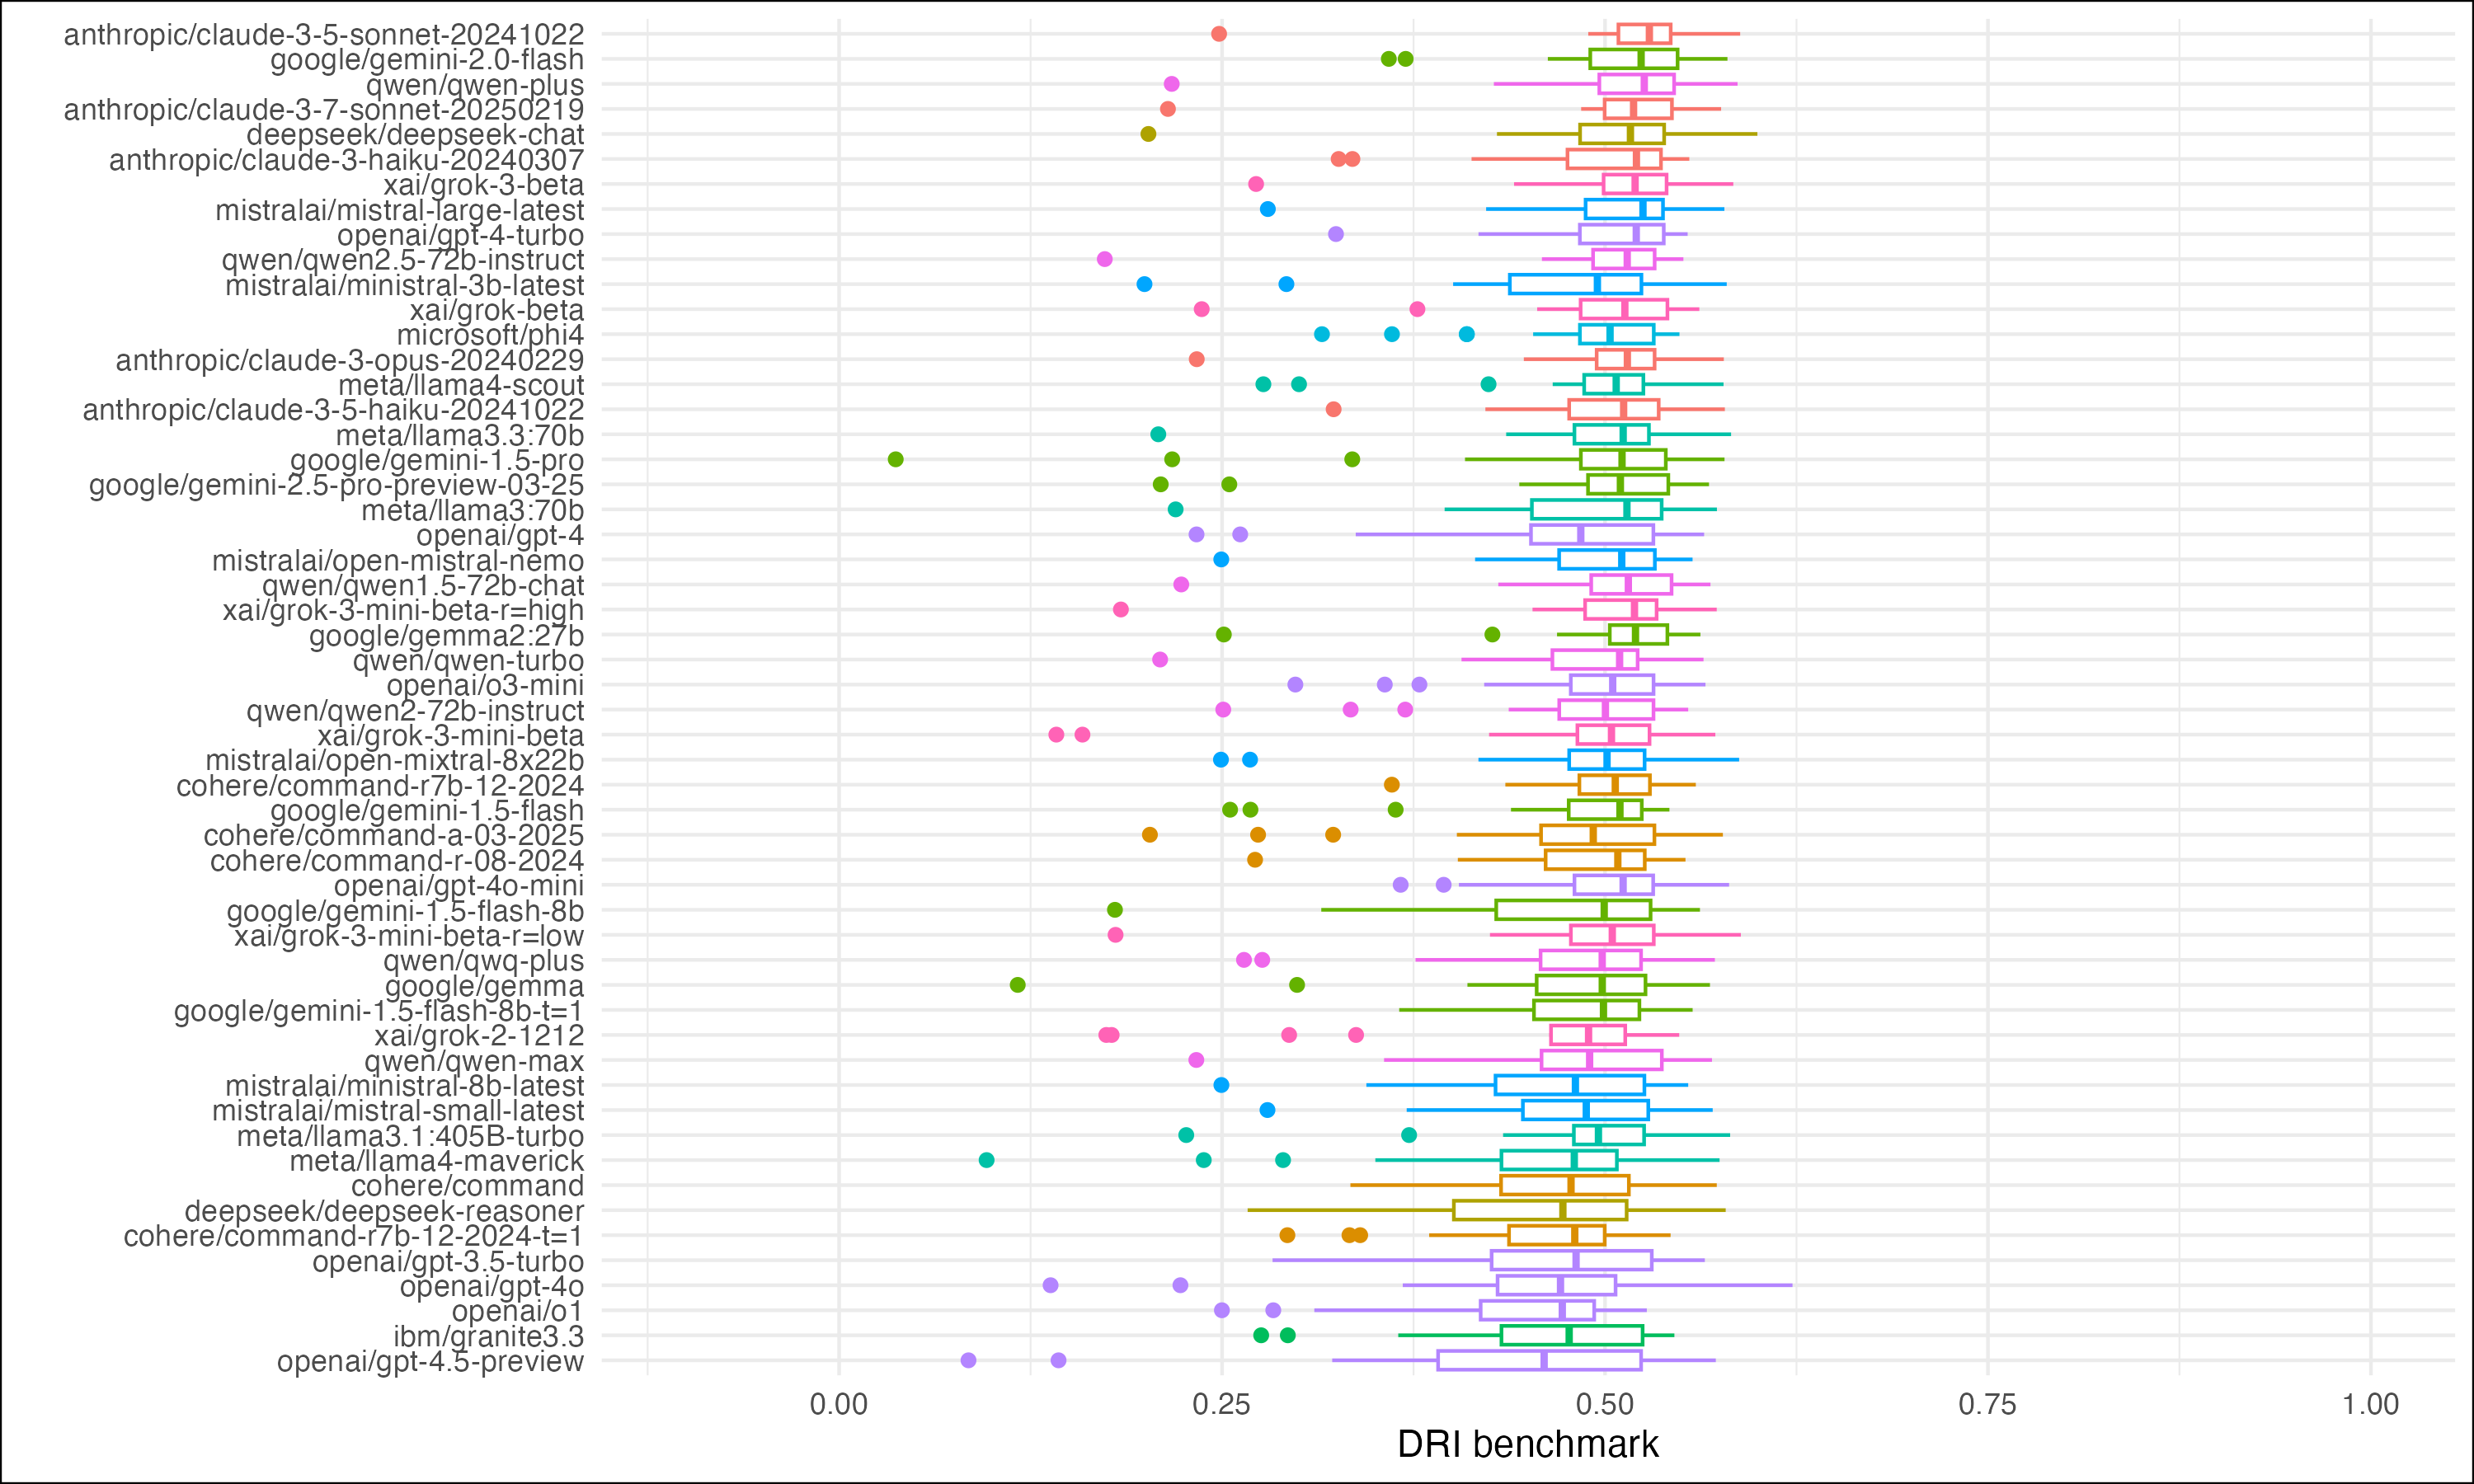 anthropic/claude-3-5-sonnet-20241022
google/gemini-2.0-flash
qwen/qwen-plus
anthropic/claude-3-7-sonnet-20250219
deepseek/deepseek-chat
anthropic/claude-3-haiku-20240307
xai/grok-3-beta
mistralai/mistral-large-latest
openai/gpt-4-turbo
qwen/qwen2.5-72b-instruct
mistralai/ministral-3b-latest
xai/grok-beta
microsoft/phi4
anthropic/claude-3-opus-20240229
meta/llama4-scout
anthropic/claude-3-5-haiku-20241022
meta/llama3.3:70b
google/gemini-1.5-pro
google/gemini-2.5-pro-preview-03-25
meta/llama3:70b
openai/gpt-4
mistralai/open-mistral-nemo
qwen/qwen1.5-72b-chat
xai/grok-3-mini-beta-r=high
google/gemma2:27b
qwen/qwen-turbo
openai/o3-mini
qwen/qwen2-72b-instruct
xai/grok-3-mini-beta
mistralai/open-mixtral-8x22b
cohere/command-r7b-12-2024
google/gemini-1.5-flash
cohere/command-a-03-2025
cohere/command-r-08-2024
openai/gpt-4o-mini
google/gemini-1.5-flash-8b
xai/grok-3-mini-beta-r=low
qwen/qwq-plus
google/gemma
google/gemini-1.5-flash-8b-t=1
xai/grok-2-1212
qwen/qwen-max
mistralai/ministral-8b-latest
mistralai/mistral-small-latest
meta/llama3.1:405B-turbo
meta/llama4-maverick
cohere/command
deepseek/deepseek-reasoner
cohere/command-r7b-12-2024-t=1
openai/gpt-3.5-turbo
openai/gpt-4o
openai/o1
ibm/granite3.3
openai/gpt-4.5-preview
0.00 0.25 0.50 0.75 1.00
DRI benchmark